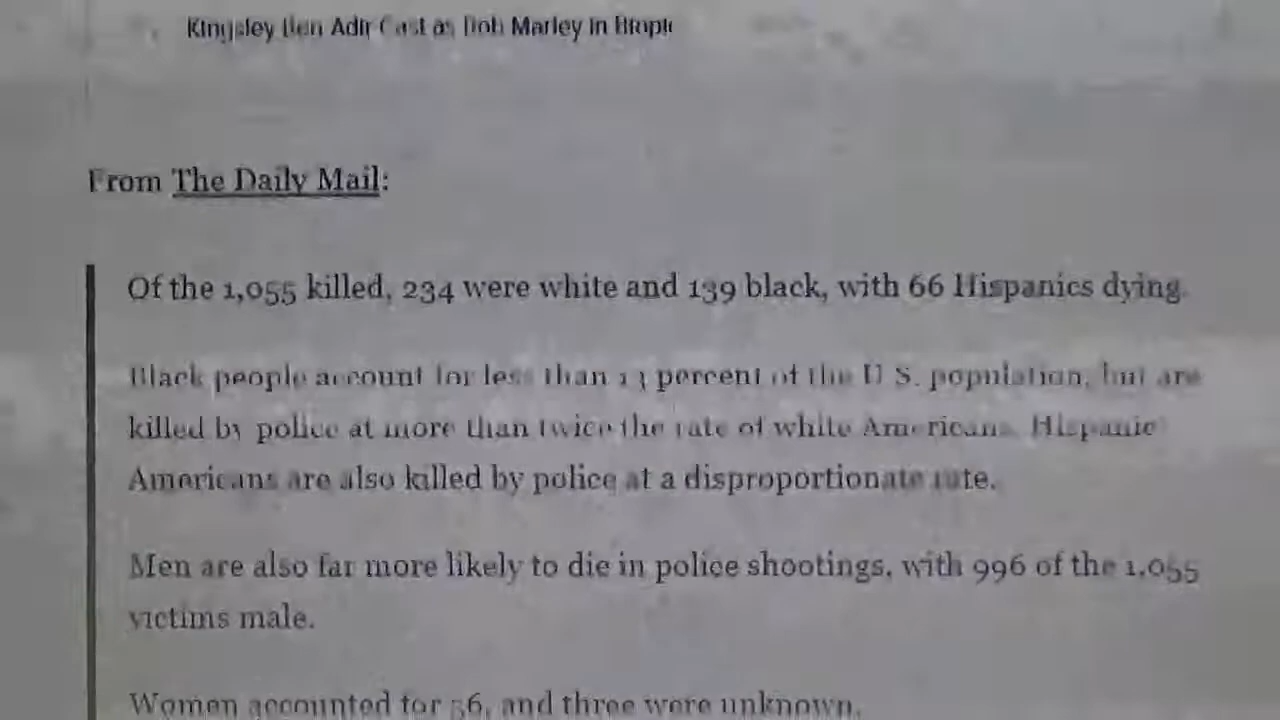 Kingsley Ben Adir Cast as Bob Marley in Biopic
From The Daily Mail:
Of the 1,055 killed, 234 were white and 139 black, with 66 Hispanics dying.
Black people account for less than 13 percent of the U.S. population, but are
killed by police at more than twice the rate of white Americans. Hispanic
Americans are also killed by police at a disproportionate rate.
Men are also far more likely to die in police shootings, with 996 of the 1,055
victims male.
Women accounted for 56, and three were unknown.